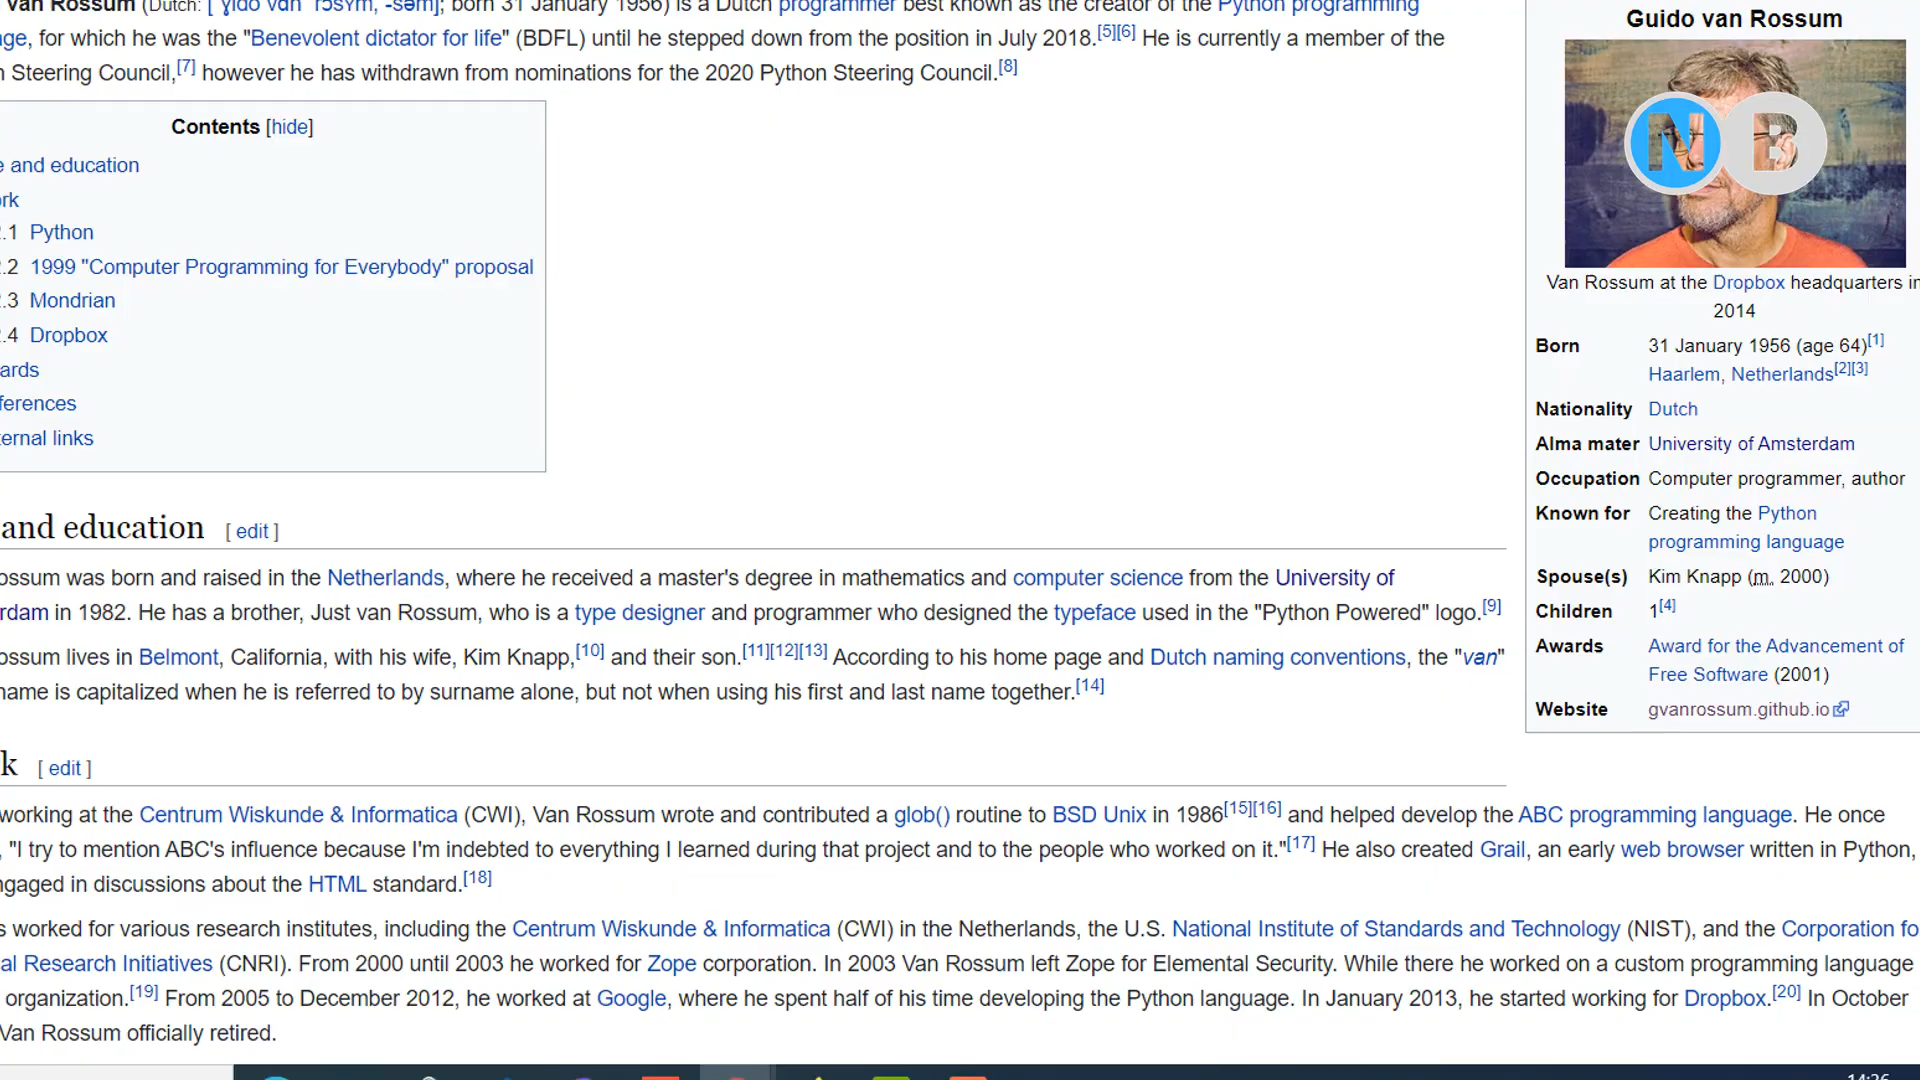 Van Rossum (Dutch: [ˈɣidoː vɑn ˈrɔsʏm, -səm]; born 31 January 1956) is a Dutch programmer best known as the creator of the Python programming
ge, for which he was the "Benevolent dictator for life" (BDFL) until he stepped down from the position in July 2018.[5][6] He is currently a member of the
Steering Council,[7] however he has withdrawn from nominations for the 2020 Python Steering Council.[8]
Contents [hide]
e and education
rk
.1 Python
.2 1999 "Computer Programming for Everybody" proposal
.3 Mondrian
.4 Dropbox
ards
ferences
ernal links
and education [ edit ]
ossum was born and raised in the Netherlands, where he received a master's degree in mathematics and computer science from the University of
rdam in 1982. He has a brother, Just van Rossum, who is a type designer and programmer who designed the typeface used in the "Python Powered" logo.[9]
ossum lives in Belmont, California, with his wife, Kim Knapp,[10] and their son.[11][12][13] According to his home page and Dutch naming conventions, the "van"
name is capitalized when he is referred to by surname alone, but not when using his first and last name together.[14]
k [ edit ]
working at the Centrum Wiskunde & Informatica (CWI), Van Rossum wrote and contributed a glob() routine to BSD Unix in 1986[15][16] and helped develop the ABC programming language. He once
, "I try to mention ABC's influence because I'm indebted to everything I learned during that project and to the people who worked on it."[17] He also created Grail, an early web browser written in Python,
ngaged in discussions about the HTML standard.[18]
s worked for various research institutes, including the Centrum Wiskunde & Informatica (CWI) in the Netherlands, the U.S. National Institute of Standards and Technology (NIST), and the Corporation fo
al Research Initiatives (CNRI). From 2000 until 2003 he worked for Zope corporation. In 2003 Van Rossum left Zope for Elemental Security. While there he worked on a custom programming language
organization.[19] From 2005 to December 2012, he worked at Google, where he spent half of his time developing the Python language. In January 2013, he started working for Dropbox.[20] In October
Van Rossum officially retired.
Guido van Rossum
N B
Van Rossum at the Dropbox headquarters in
2014
Born 31 January 1956 (age 64)[1]
Haarlem, Netherlands[2][3]
Nationality Dutch
Alma mater University of Amsterdam
Occupation Computer programmer, author
Known for Creating the Python
programming language
Spouse(s) Kim Knapp (m. 2000)
Children 1[4]
Awards Award for the Advancement of
Free Software (2001)
Website gvanrossum.github.io